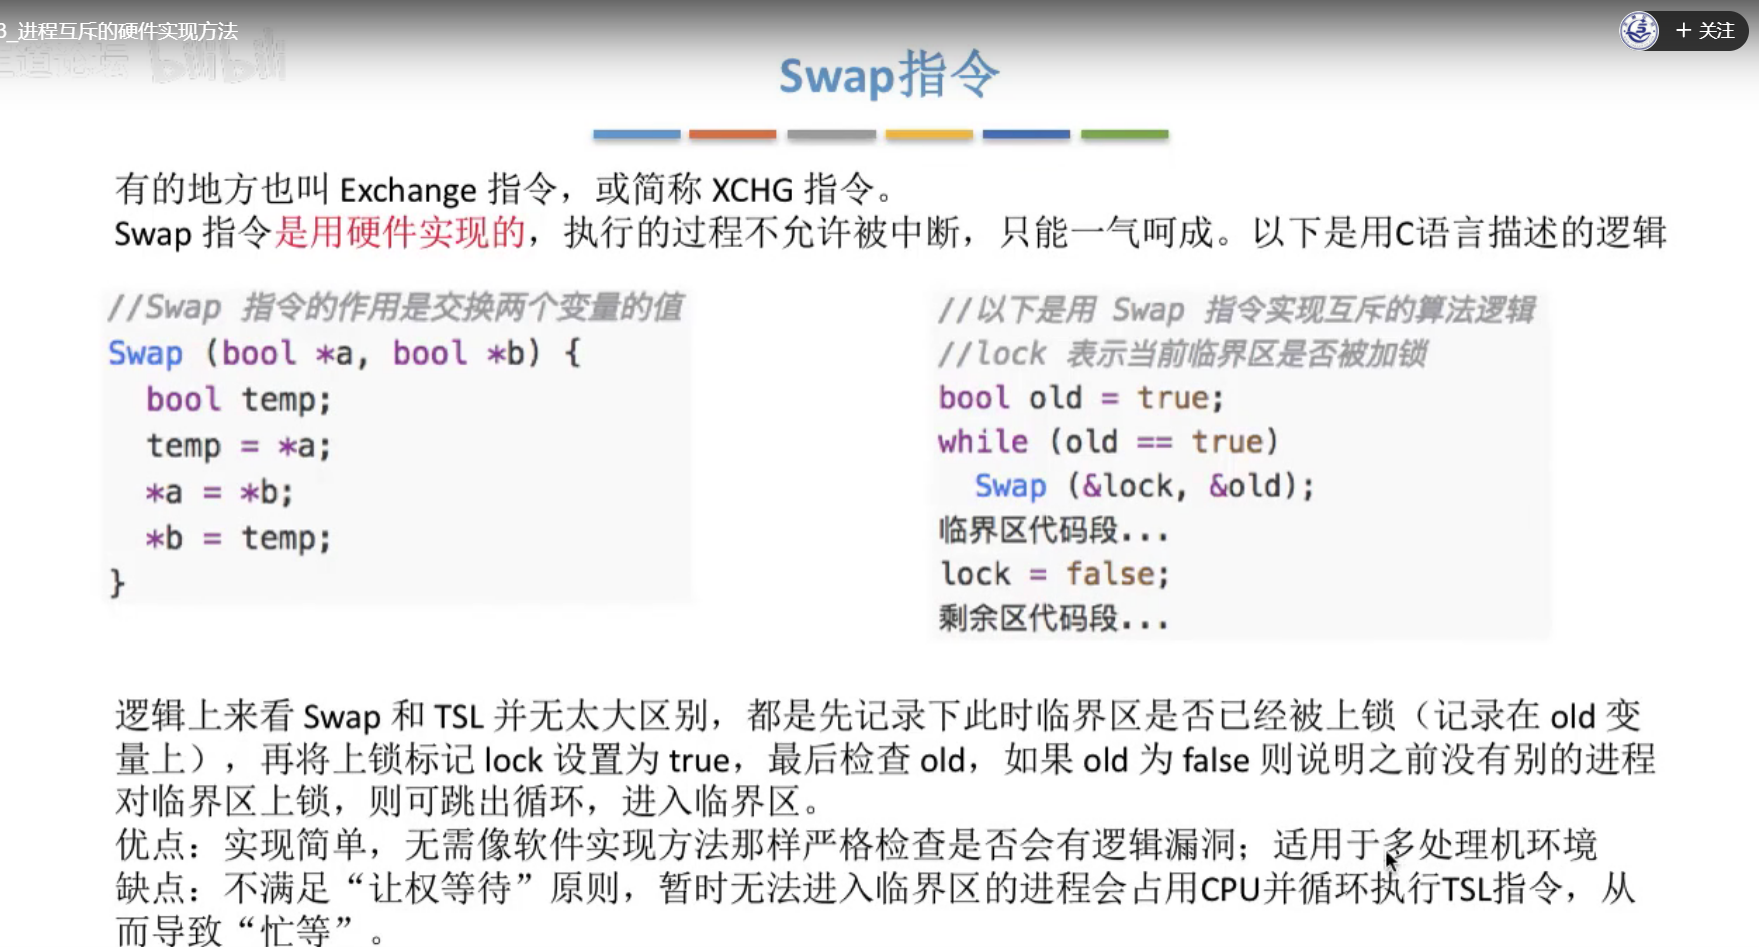 3_进程互斥的硬件实现方法
+ 关注
王道论坛 bilibili
Swap指令
有的地方也叫 Exchange 指令，或简称 XCHG 指令。
Swap 指令是用硬件实现的，执行的过程不允许被中断，只能一气呵成。以下是用C语言描述的逻辑
//Swap 指令的作用是交换两个变量的值
Swap (bool *a, bool *b) {
bool temp;
temp = *a;
*a = *b;
*b = temp;
}
//以下是用 Swap 指令实现互斥的算法逻辑
//lock 表示当前临界区是否被加锁
bool old = true;
while (old == true)
Swap (&lock, &old);
临界区代码段...
lock = false;
剩余区代码段...
逻辑上来看 Swap 和 TSL 并无太大区别，都是先记录下此时临界区是否已经被上锁（记录在 old 变
量上），再将上锁标记 lock 设置为 true，最后检查 old，如果 old 为 false 则说明之前没有别的进程
对临界区上锁，则可跳出循环，进入临界区。
优点：实现简单，无需像软件实现方法那样严格检查是否会有逻辑漏洞；适用于多处理机环境
缺点：不满足“让权等待”原则，暂时无法进入临界区的进程会占用CPU并循环执行TSL指令，从
而导致“忙等”。